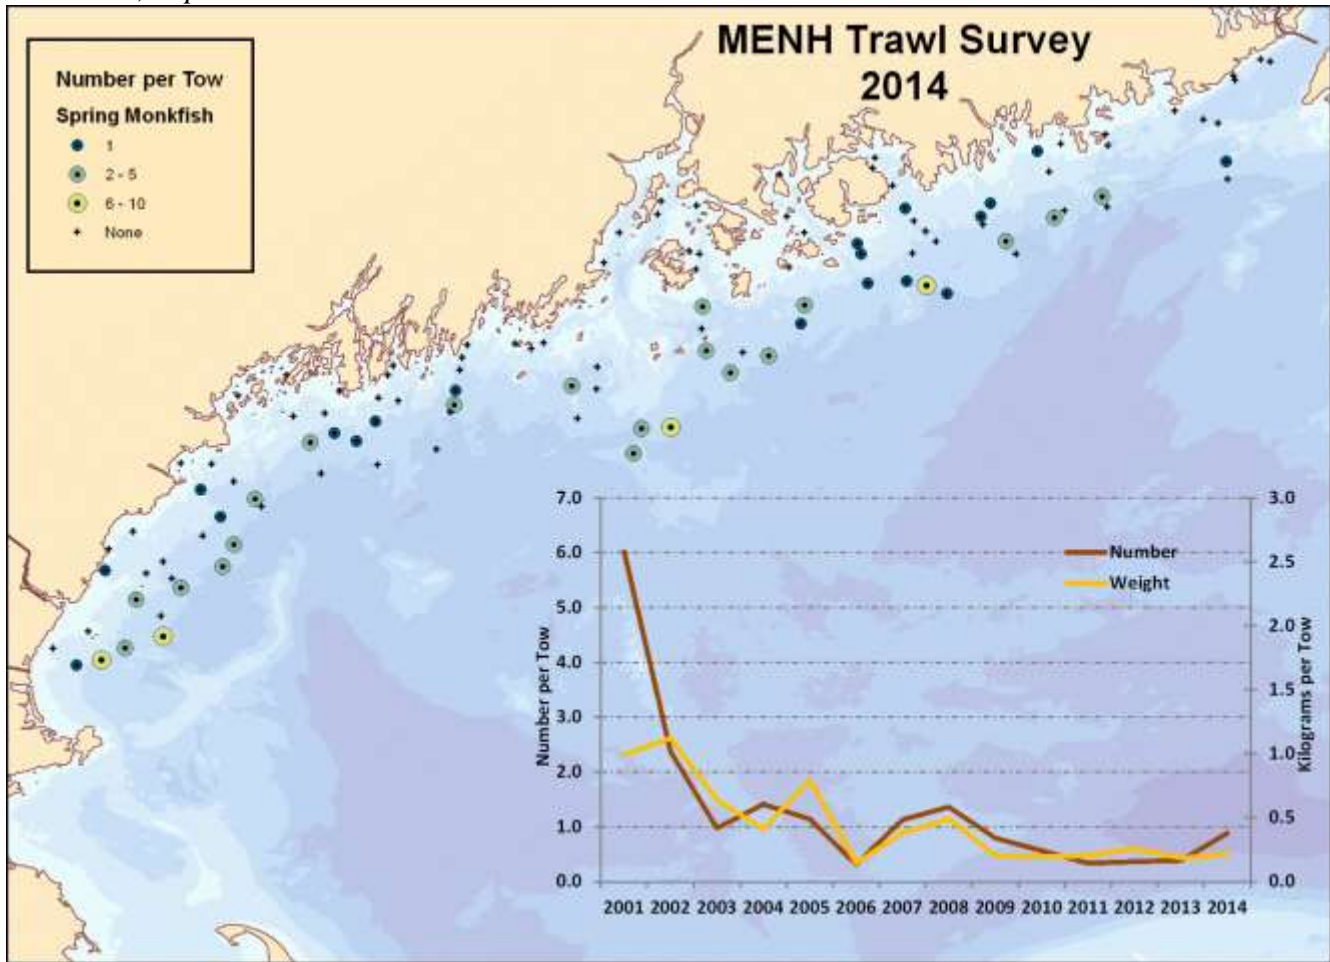 MENH Trawl Survey
2014
Number per Tow
Spring Monkfish
1
2 - 5
6 - 10
None
7.0
6.0
5.0
4.0
3.0
2.0
1.0
0.0
Number per Tow
Number
Weight
3.0
2.5
2.0
1.5
1.0
0.5
0.0
Kilograms per Tow
2001 2002 2003 2004 2005 2006 2007 2008 2009 2010 2011 2012 2013 2014